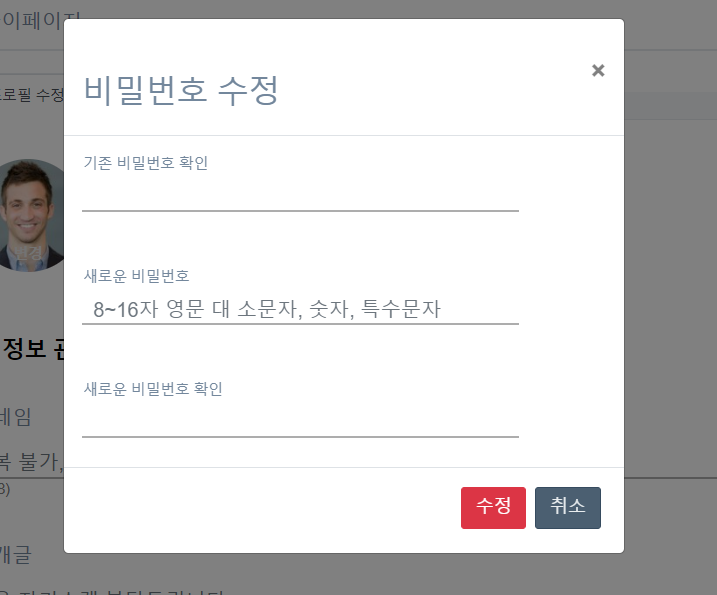 이페이지
비밀번호 수정
×
로필 수정
기존 비밀번호 확인
변경
새로운 비밀번호
8~16자 영문 대 소문자, 숫자, 특수문자
정보
새로운 비밀번호 확인
네임
복 불가,
수정
취소
개글